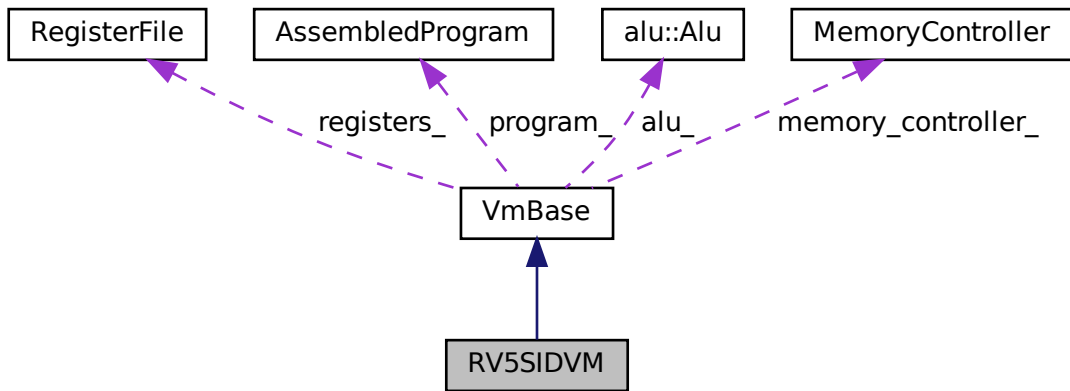 RegisterFile
AssembledProgram
alu::Alu
MemoryController
registers_
program_
alu_
memory_controller_
VmBase
RV5SIDVM